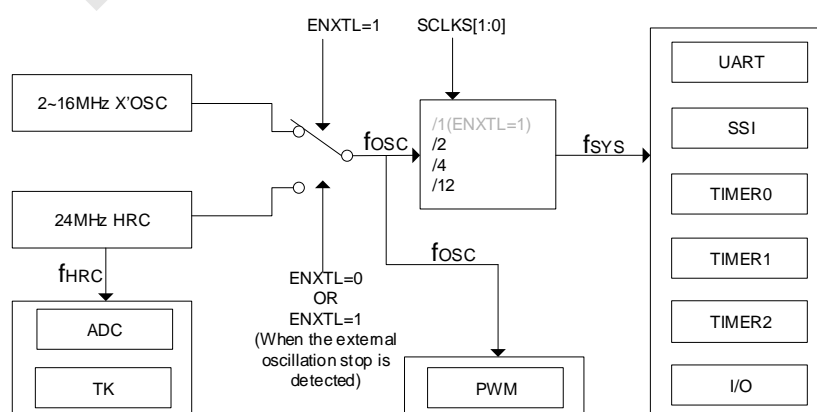 ENXTL=1
SCLKS[1:0]
2~16MHz X'OSC
/1(ENXTL=1)
/2
/4
/12
fOSC
fSYS
UART
SSI
TIMER0
TIMER1
TIMER2
I/O
24MHz HRC
fHRC
ADC
TK
ENXTL=0
OR
ENXTL=1
(When the external
oscillation stop is
detected)
fOSC
PWM